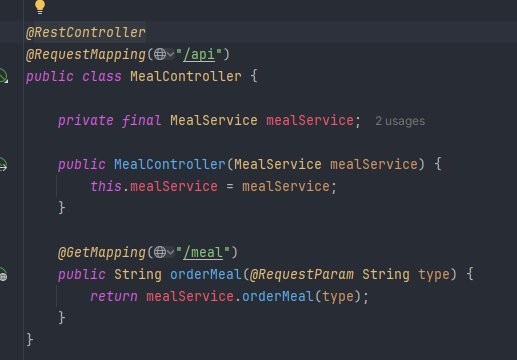 @RestController
@RequestMapping("/api")
public class MealController {
private final MealService mealService; 2 usages
public MealController(MealService mealService) {
this.mealService = mealService;
}
@GetMapping("/meal")
public String orderMeal(@RequestParam String type) {
return mealService.orderMeal(type);
}
}